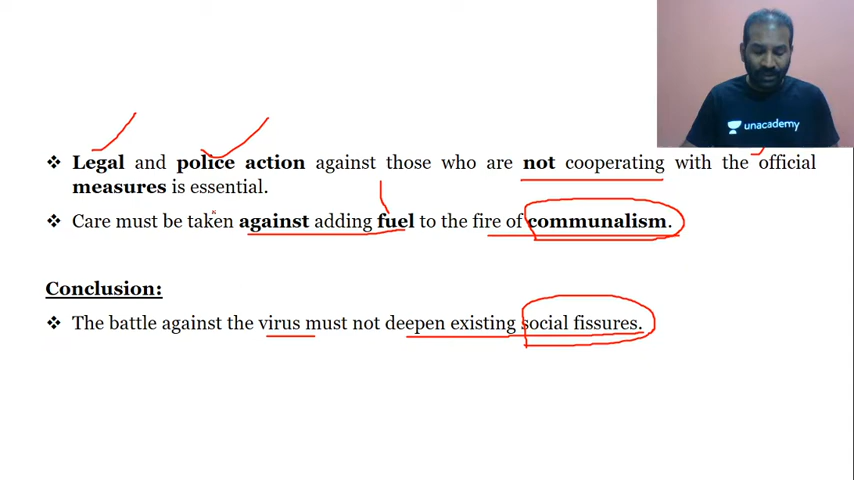 unacademy
❖ Legal and police action against those who are not cooperating with the official
measures is essential.
❖ Care must be taken against adding fuel to the fire of communalism.
Conclusion:
❖ The battle against the virus must not deepen existing social fissures.